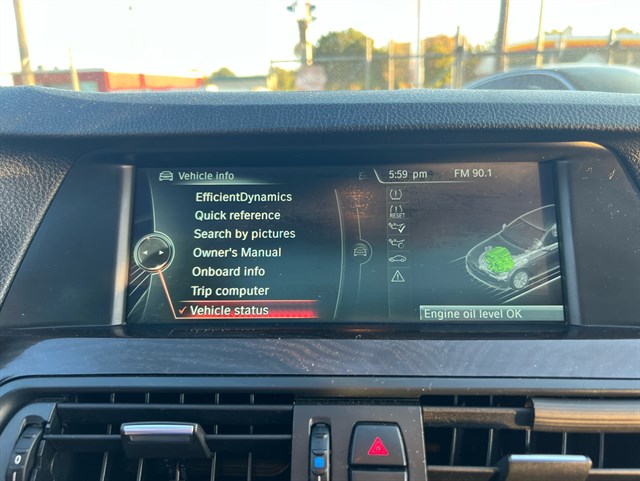 Vehicle info
5:59 pm
FM 90.1
EfficientDynamics
Quick reference
Search by pictures
Owner's Manual
Onboard info
Trip computer
Vehicle status
RESET
Engine oil level OK
0